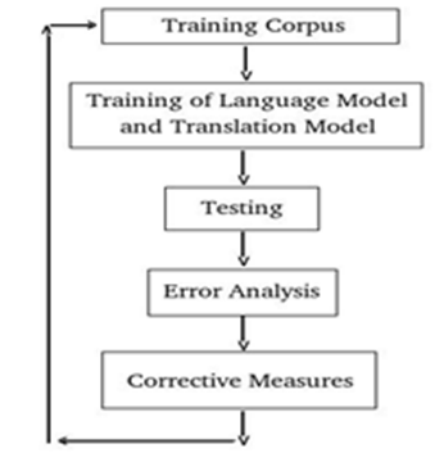 Training Corpus
Training of Language Model
and Translation Model
Testing
Error Analysis
Corrective Measures